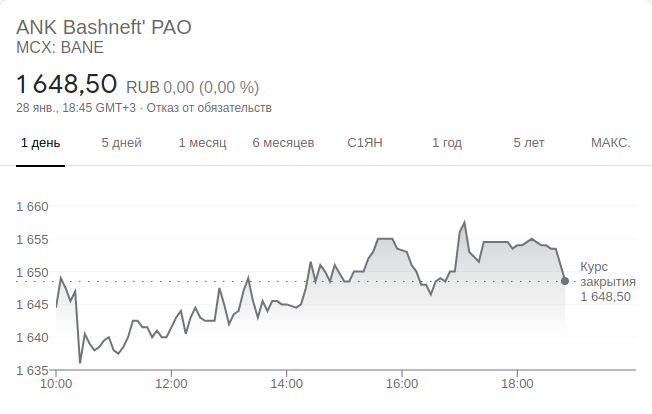 ANK Bashneft' PAO
MCX: BANE
1 648,50 RUB 0,00 (0,00 %)
28 янв., 18:45 GMT+3 · Отказ от обязательств
1 день 5 дней 1 месяц 6 месяцев С1ЯН 1 год 5 лет МАКС.
1 660
1 655
1 650
1 645
1 640
1 635
Курс
закрытия
1 648,50
10:00 12:00 14:00 16:00 18:00